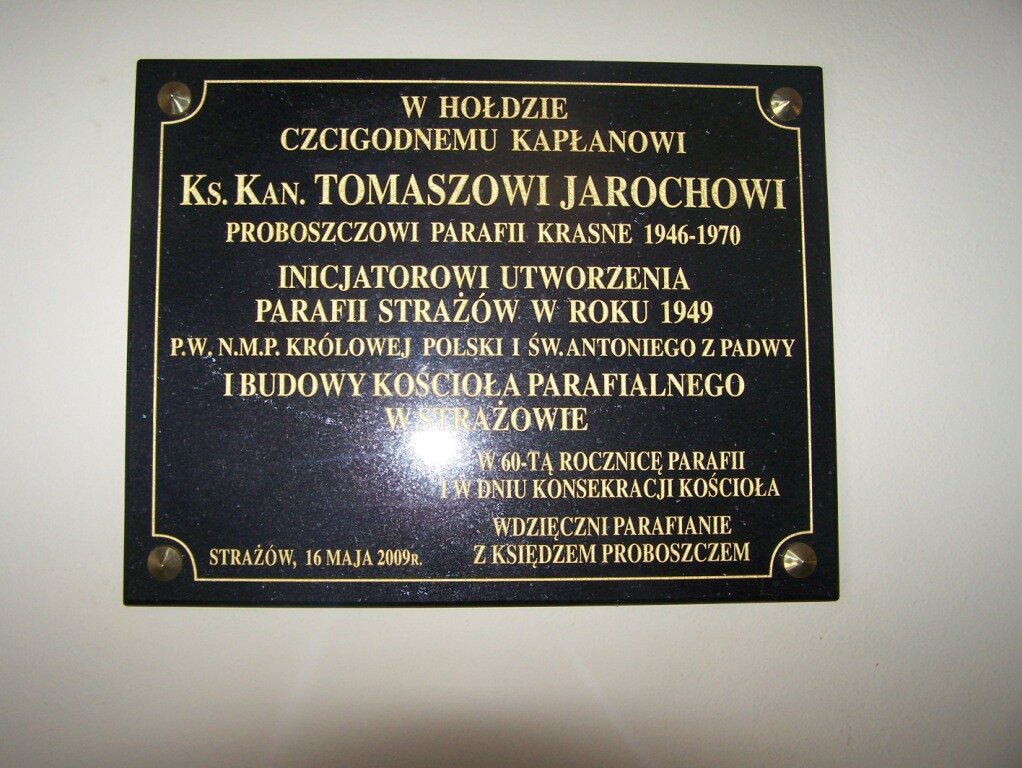 W HOŁDZIE
CZCIGODNEMU KAPŁANOWI
KS. KAN. TOMASZOWI JAROCHOWI
PROBOSZCZOWI PARAFII KRASNE 1946-1970
INICJATOROWI UTWORZENIA
PARAFII STRAŻÓW W ROKU 1949
P.W. N.M.P. KRÓLOWEJ POLSKI I ŚW. ANTONIEGO Z PADWY
I BUDOWY KOŚCIOŁA PARAFIALNEGO
W STRAŻOWIE
W 60-TĄ ROCZNICĘ PARAFII
I W DNIU KONSEKRACJI KOŚCIOŁA
WDZIĘCZNI PARAFIANIE
Z KSIĘDZEM PROBOSZCZEM
STRAŻÓW, 16 MAJA 2009R.